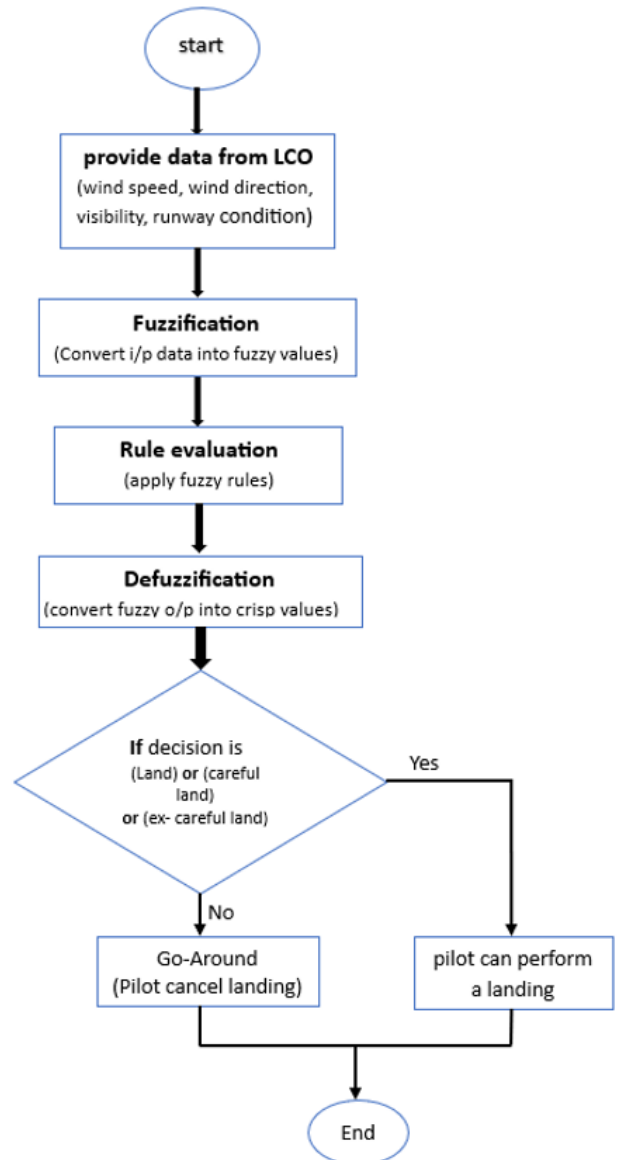 start
provide data from LCO
(wind speed, wind direction,
visibility, runway condition)
Fuzzification
(Convert i/p data into fuzzy values)
Rule evaluation
(apply fuzzy rules)
Defuzzification
(convert fuzzy o/p into crisp values)
If decision is
(Land) or (careful
land)
or (ex- careful land)
Yes
No
Go-Around
(Pilot cancel landing)
pilot can perform
a landing
End